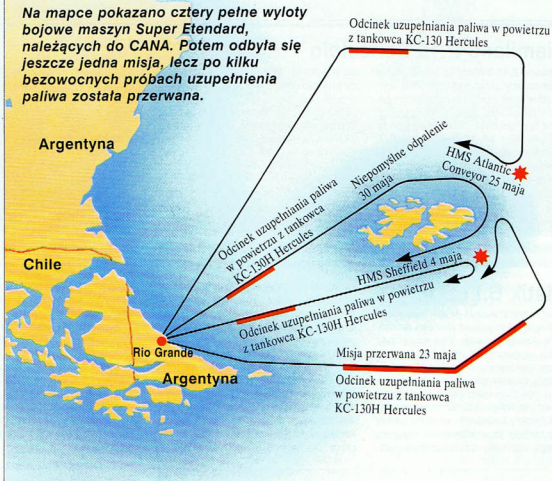 Na mapce pokazano cztery pełne wyloty
bojowe maszyn Super Etendard,
należących do CANA. Potem odbyła się
jeszcze jedna misja, lecz po kilku
bezowocnych próbach uzupełnienia
paliwa została przerwana.
Odcinek uzupełniania paliwa w powietrzu
z tankowca KC-130 Hercules
Argentyna
HMS Atlantic
Conveyor 25 maja
Niepomyślne odpalenie
30 maja
Odcinek uzupełniania paliwa
w powietrzu z tankowca
KC-130H Hercules
Chile
HMS Sheffield 4 maja
Odcinek uzupełniania paliwa w powietrzu
z tankowca KC-130H Hercules
Rio Grande
Misja przerwana 23 maja
Argentyna
Odcinek uzupełniania paliwa
w powietrzu z tankowca
KC-130H Hercules